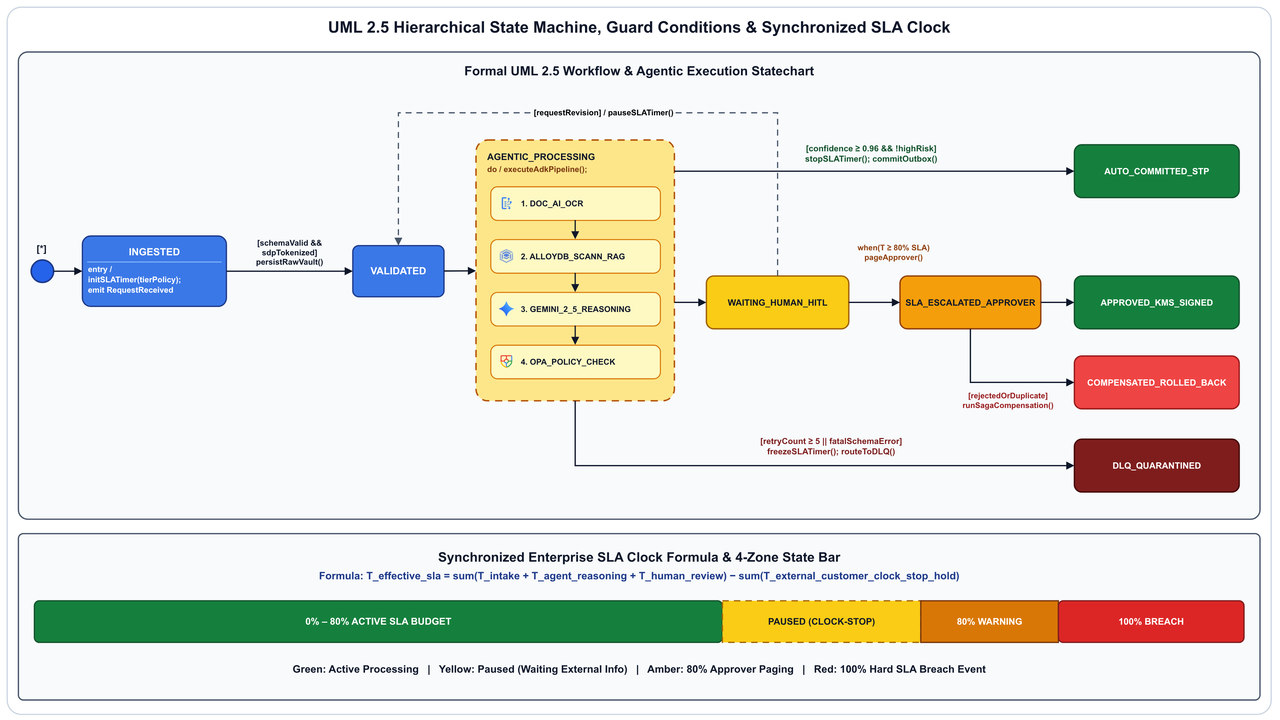 UML 2.5 Hierarchical State Machine, Guard Conditions & Synchronized SLA Clock
Formal UML 2.5 Workflow & Agentic Execution Statechart
[requestRevision] / pauseSLATimer()
[*]
INGESTED
entry /
initSLATimer(tierPolicy);
emit RequestReceived
[schemaValid &&
sdpTokenized]
persistRawVault()
VALIDATED
AGENTIC_PROCESSING
do / executeAdkPipeline();
1. DOC_AI_OCR
2. ALLOYDB_SCANN_RAG
3. GEMINI_2_5_REASONING
4. OPA_POLICY_CHECK
[confidence ≥ 0.96 && !highRisk]
stopSLATimer(); commitOutbox()
AUTO_COMMITTED_STP
WAITING_HUMAN_HITL
when(T ≥ 80% SLA)
pageApprover()
SLA_ESCALATED_APPROVER
APPROVED_KMS_SIGNED
COMPENSATED_ROLLED_BACK
[rejectedOrDuplicate]
runSagaCompensation()
[retryCount ≥ 5 || fatalSchemaError]
freezeSLATimer(); routeToDLQ()
DLQ_QUARANTINED
Synchronized Enterprise SLA Clock Formula & 4-Zone State Bar
Formula: T_effective_sla = sum(T_intake + T_agent_reasoning + T_human_review) − sum(T_external_customer_clock_stop_hold)
0% – 80% ACTIVE SLA BUDGET
PAUSED (CLOCK-STOP)
80% WARNING
100% BREACH
Green: Active Processing | Yellow: Paused (Waiting External Info) | Amber: 80% Approver Paging | Red: 100% Hard SLA Breach Event